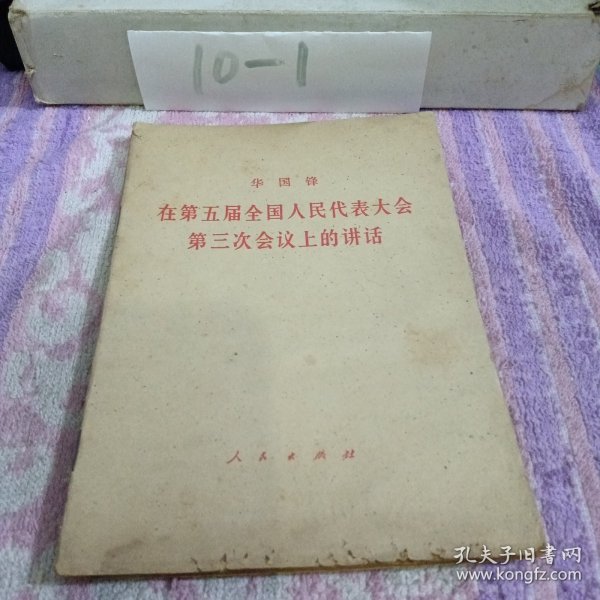 10-1
华国锋
在第五届全国人民代表大会
第三次会议上的讲话
人民出版社
孔夫子旧书网
www.kongfz.com